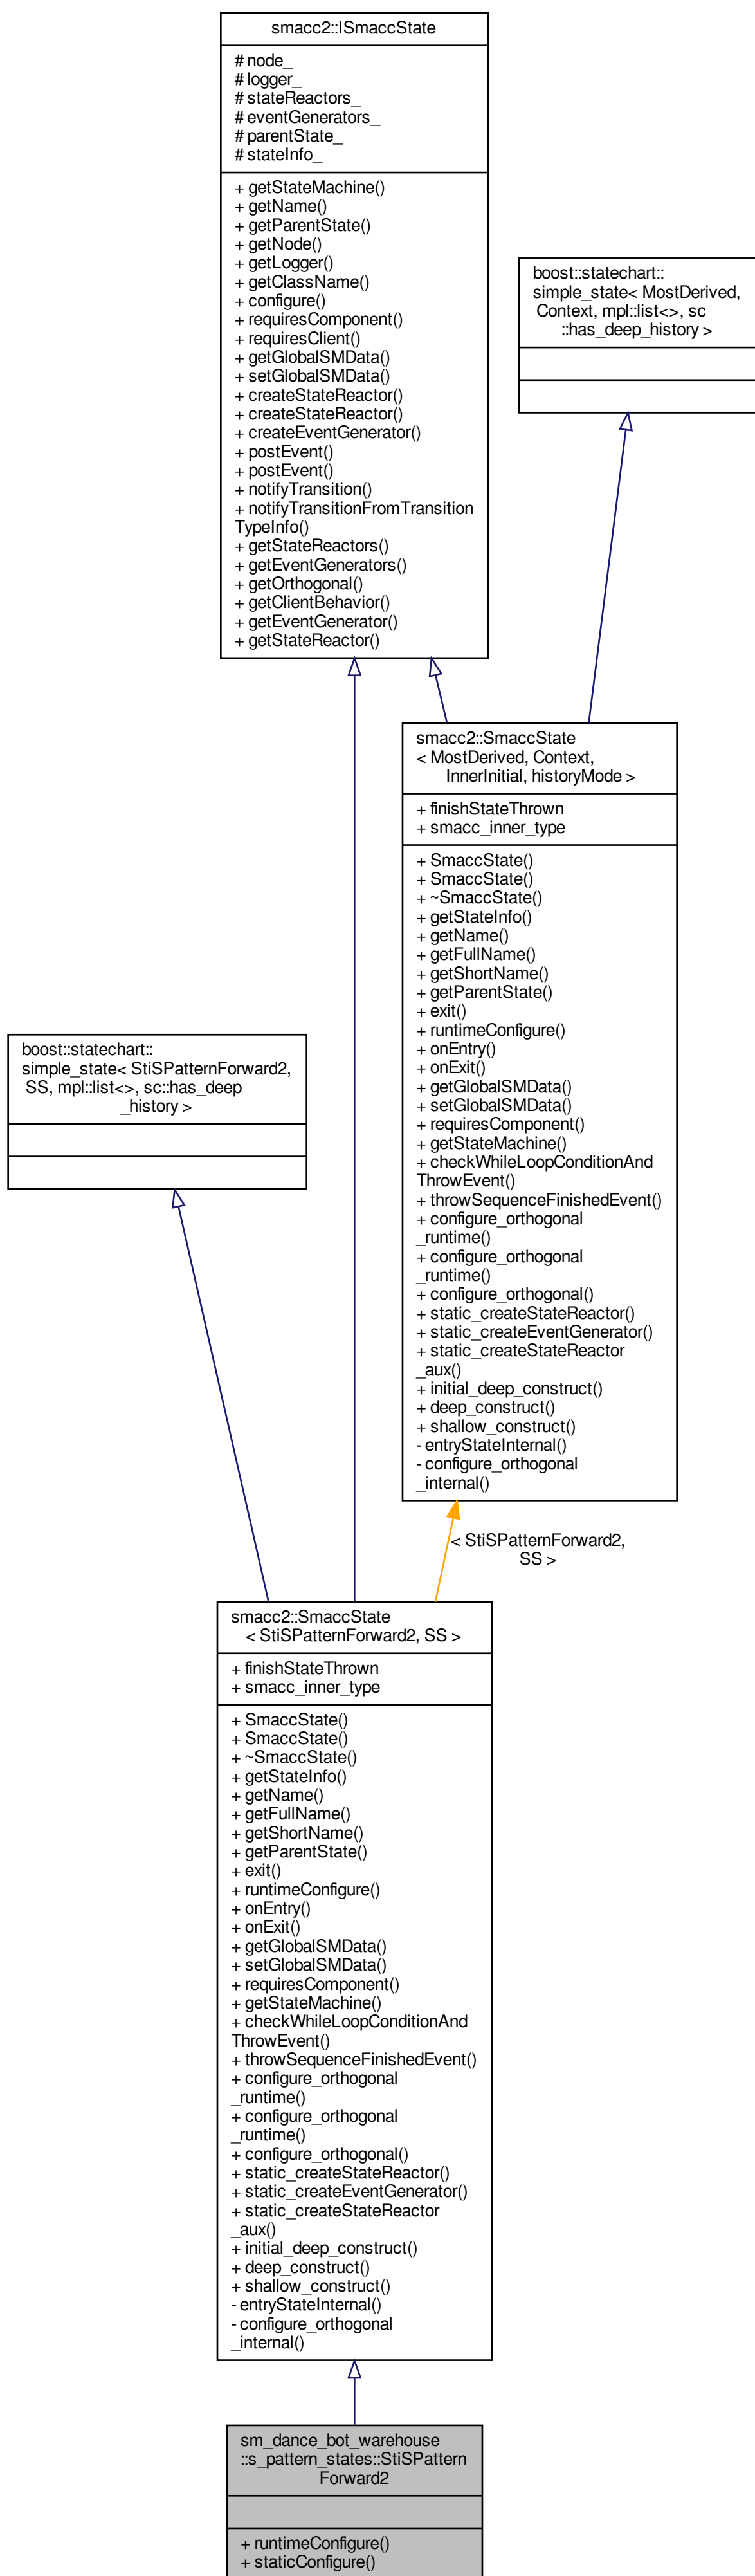 smacc2::ISmaccState
# node_
# logger_
# stateReactors_
# eventGenerators_
# parentState_
# stateInfo_
+ getStateMachine()
+ getName()
+ getParentState()
+ getNode()
+ getLogger()
+ getClassName()
+ configure()
+ requiresComponent()
+ requiresClient()
+ getGlobalSMData()
+ setGlobalSMData()
+ createStateReactor()
+ createStateReactor()
+ createEventGenerator()
+ postEvent()
+ postEvent()
+ notifyTransition()
+ notifyTransitionFromTransition
TypeInfo()
+ getStateReactors()
+ getEventGenerators()
+ getOrthogonal()
+ getClientBehavior()
+ getEventGenerator()
+ getStateReactor()
boost::statechart::
simple_state< MostDerived,
Context, mpl::list<>, sc
::has_deep_history >
smacc2::SmaccState
< MostDerived, Context,
InnerInitial, historyMode >
+ finishStateThrown
+ smacc_inner_type
+ SmaccState()
+ SmaccState()
+ ~SmaccState()
+ getStateInfo()
+ getName()
+ getFullName()
+ getShortName()
+ getParentState()
+ exit()
+ runtimeConfigure()
+ onEntry()
+ onExit()
+ getGlobalSMData()
+ setGlobalSMData()
+ requiresComponent()
+ getStateMachine()
+ checkWhileLoopConditionAnd
ThrowEvent()
+ throwSequenceFinishedEvent()
+ configure_orthogonal
_runtime()
+ configure_orthogonal
_runtime()
+ configure_orthogonal()
+ static_createStateReactor()
+ static_createEventGenerator()
+ static_createStateReactor
_aux()
+ initial_deep_construct()
+ deep_construct()
+ shallow_construct()
- entryStateInternal()
- configure_orthogonal
_internal()
boost::statechart::
simple_state< StiSPatternForward2,
SS, mpl::list<>, sc::has_deep
_history >
< StiSPatternForward2,
SS >
smacc2::SmaccState
< StiSPatternForward2, SS >
+ finishStateThrown
+ smacc_inner_type
+ SmaccState()
+ SmaccState()
+ ~SmaccState()
+ getStateInfo()
+ getName()
+ getFullName()
+ getShortName()
+ getParentState()
+ exit()
+ runtimeConfigure()
+ onEntry()
+ onExit()
+ getGlobalSMData()
+ setGlobalSMData()
+ requiresComponent()
+ getStateMachine()
+ checkWhileLoopConditionAnd
ThrowEvent()
+ throwSequenceFinishedEvent()
+ configure_orthogonal
_runtime()
+ configure_orthogonal
_runtime()
+ configure_orthogonal()
+ static_createStateReactor()
+ static_createEventGenerator()
+ static_createStateReactor
_aux()
+ initial_deep_construct()
+ deep_construct()
+ shallow_construct()
- entryStateInternal()
- configure_orthogonal
_internal()
sm_dance_bot_warehouse
::s_pattern_states::StiSPattern
Forward2
+ runtimeConfigure()
+ staticConfigure()